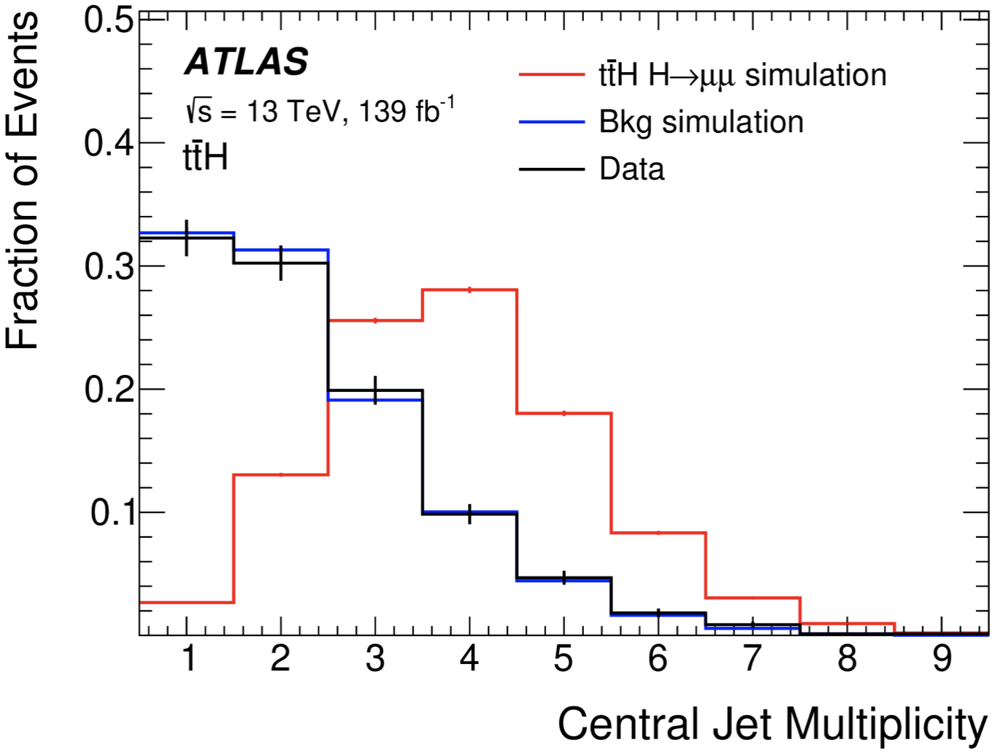 Fraction of Events
0.5
0.4
0.3
0.2
0.1
ATLAS
√s = 13 TeV, 139 fb⁻¹
tt̄H
tt̄H H→μμ simulation
Bkg simulation
Data
1 2 3 4 5 6 7 8 9
Central Jet Multiplicity